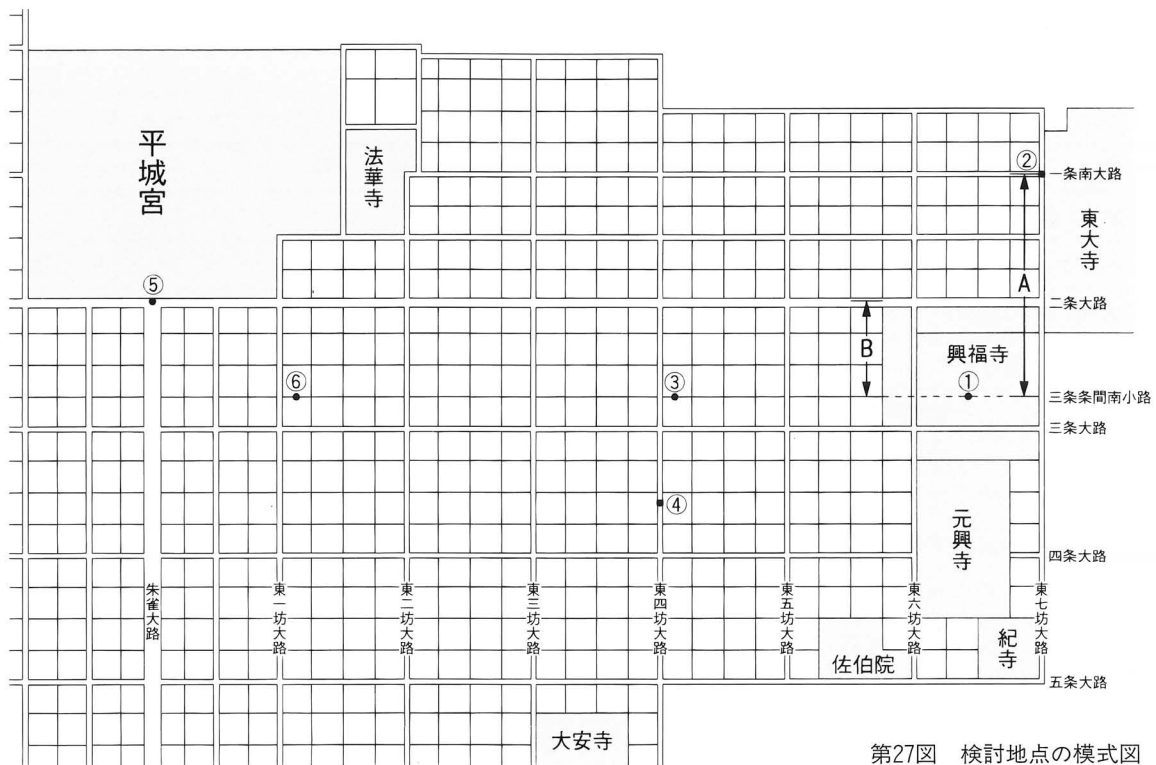 平城宮
法華寺
②
一条南大路
東大寺
A
⑤
二条大路
B
興福寺
⑥
③
①
三条条間南小路
三条大路
④
元興寺
四条大路
朱雀大路
東一坊大路
東二坊大路
東三坊大路
東四坊大路
東五坊大路
東六坊大路
東七坊大路
佐伯院
紀寺
五条大路
大安寺
第27図 検討地点の模式図